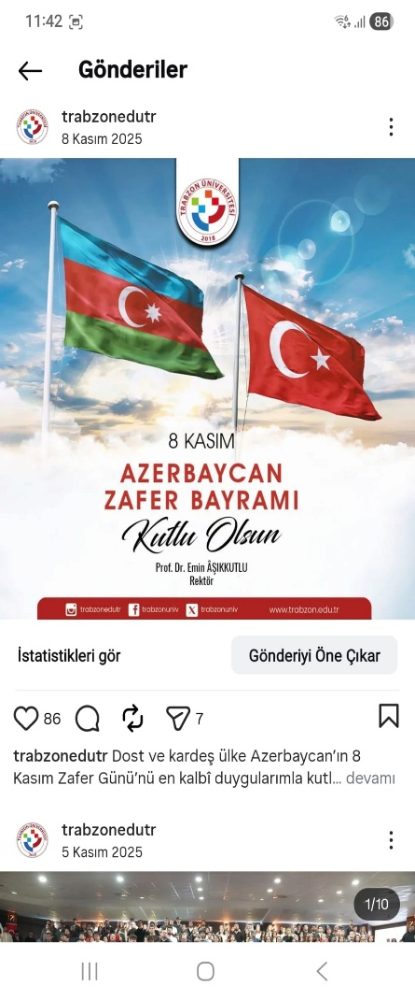 11:42
86
Gönderiler
trabzonedutr
8 Kasım 2025
TRABZON ÜNİVERSİTESİ
2018
8 KASIM
AZERBAYCAN
ZAFER BAYRAMI
Kutlu Olsun
Prof. Dr. Emin ÂŞIKKUTLU
Rektör
trabzonedutr trabzonuniv trabzonuniv www.trabzon.edu.tr
İstatistikleri gör
Gönderiyi Öne Çıkar
86 7
trabzonedutr Dost ve kardeş ülke Azerbaycan'ın 8
Kasım Zafer Günü'nü en kalbî duygularımla kutl... devamı
trabzonedutr
5 Kasım 2025
1/10